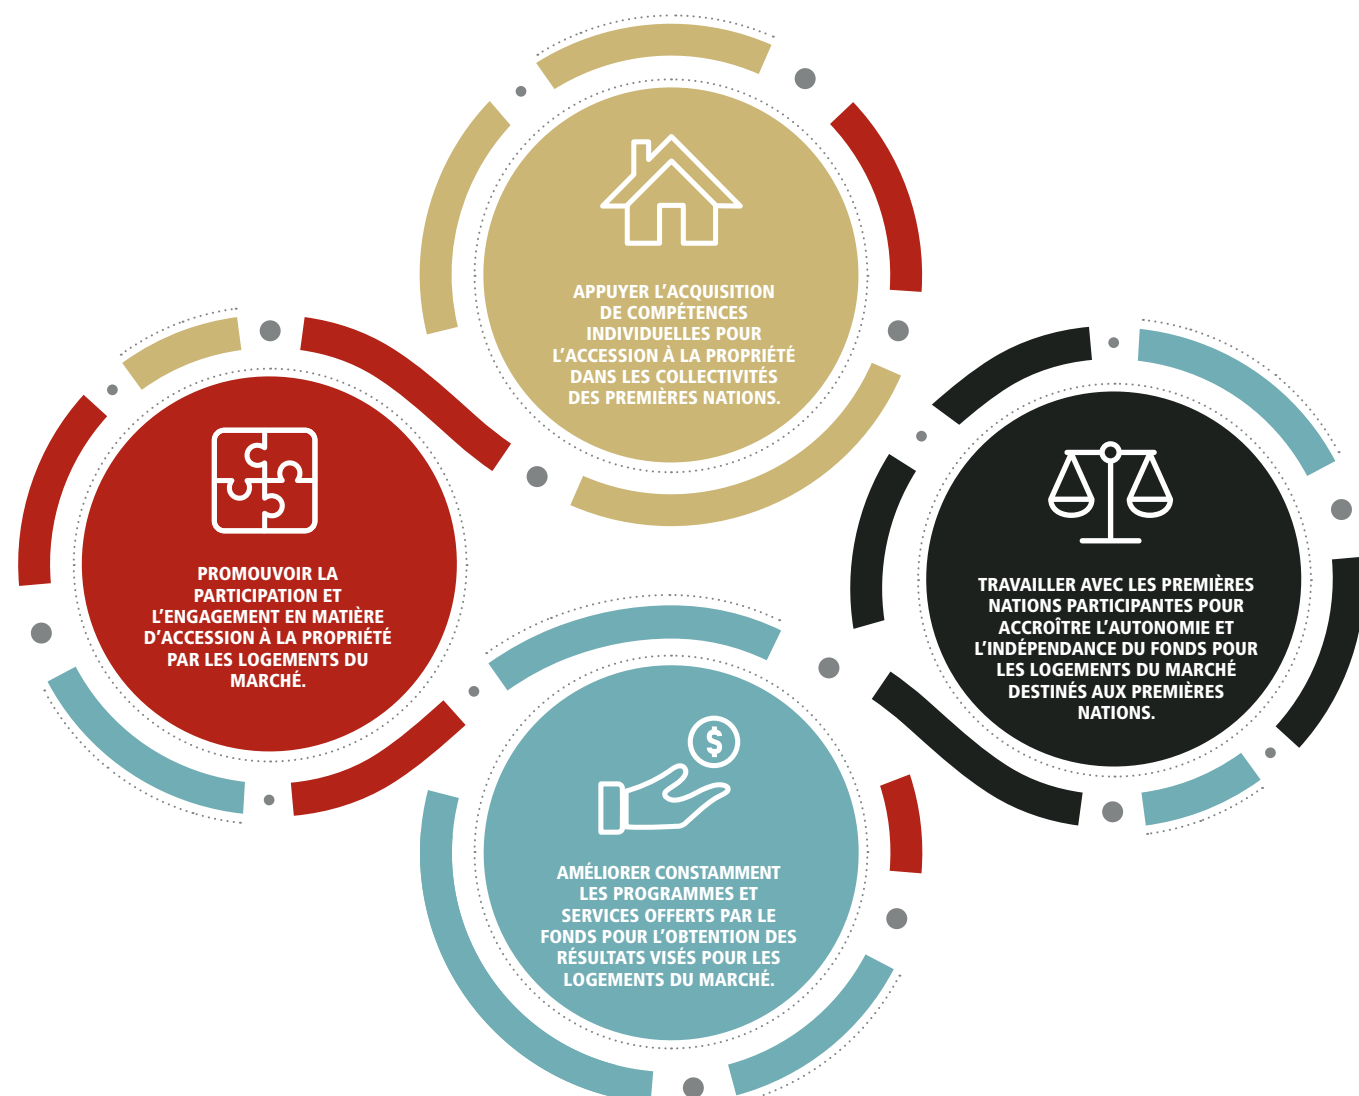 APPUYER L'ACQUISITION
DE COMPÉTENCES
INDIVIDUELLES POUR
L'ACCESSION À LA PROPRIÉTÉ
DANS LES COLLECTIVITÉS
DES PREMIÈRES NATIONS.
PROMOUVOIR LA
PARTICIPATION ET
L'ENGAGEMENT EN MATIÈRE
D'ACCESSION À LA PROPRIÉTÉ
PAR LES LOGEMENTS DU
MARCHÉ.
TRAVAILLER AVEC LES PREMIÈRES
NATIONS PARTICIPANTES POUR
ACCROÎTRE L'AUTONOMIE ET
L'INDÉPENDANCE DU FONDS POUR
LES LOGEMENTS DU MARCHÉ
DESTINÉS AUX PREMIÈRES
NATIONS.
$
AMÉLIORER CONSTAMMENT
LES PROGRAMMES ET
SERVICES OFFERTS PAR LE
FONDS POUR L'OBTENTION DES
RÉSULTATS VISÉS POUR LES
LOGEMENTS DU MARCHÉ.